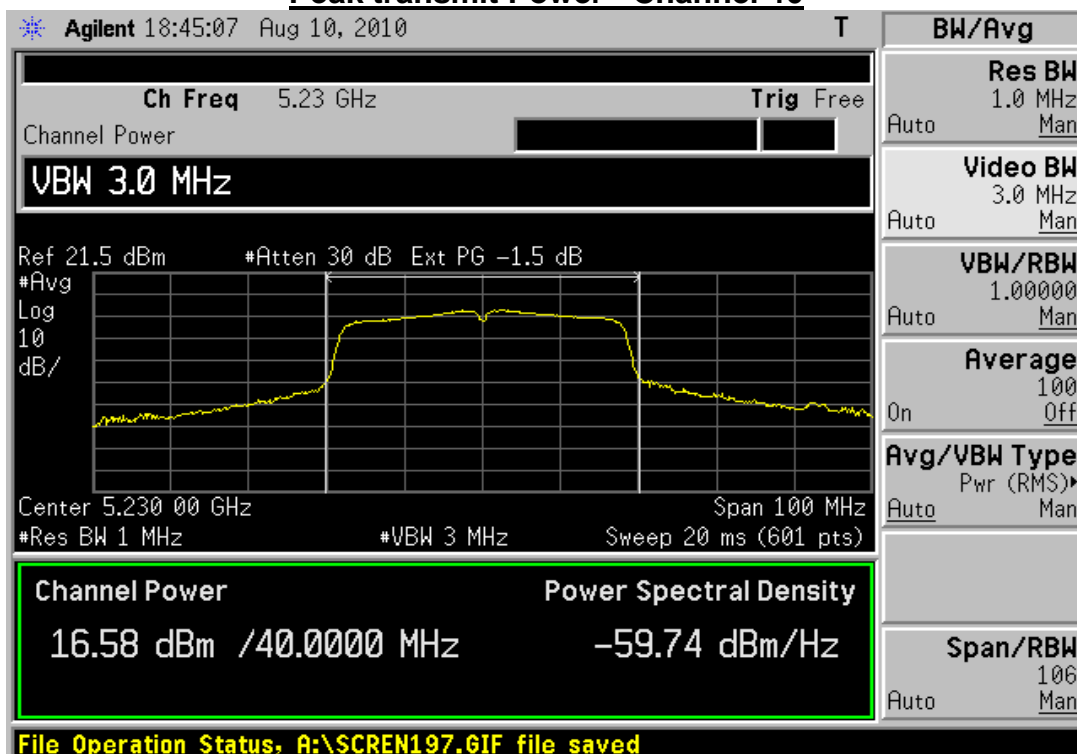 Agilent 18:45:07 Aug 10, 2010 T
Ch Freq 5.23 GHz Trig Free
Channel Power
VBW 3.0 MHz
Ref 21.5 dBm #Atten 30 dB Ext PG -1.5 dB
#Avg
Log
10
dB/
Center 5.230 00 GHz Span 100 MHz
#Res BW 1 MHz #VBW 3 MHz Sweep 20 ms (601 pts)
Channel Power Power Spectral Density
16.58 dBm /40.0000 MHz -59.74 dBm/Hz
File Operation Status, A:\SCREN197.GIF file saved
BW/Avg
Res BW
1.0 MHz
Auto Man
Video BW
3.0 MHz
Auto Man
VBW/RBW
1.00000
Auto Man
Average
100
On Off
Avg/VBW Type
Pwr (RMS)
Auto Man
Span/RBW
106
Auto Man